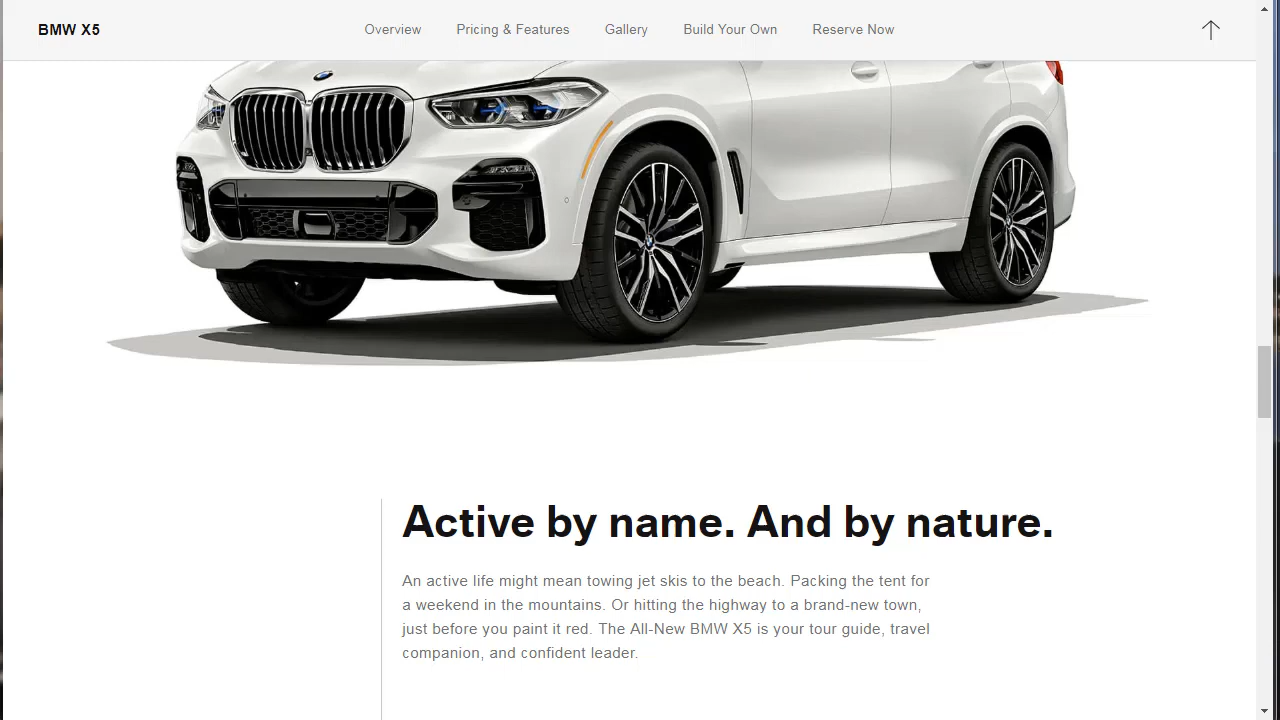 BMW X5
Overview
Pricing & Features
Gallery
Build Your Own
Reserve Now
Active by name. And by nature.
An active life might mean towing jet skis to the beach. Packing the tent for
a weekend in the mountains. Or hitting the highway to a brand-new town,
just before you paint it red. The All-New BMW X5 is your tour guide, travel
companion, and confident leader.